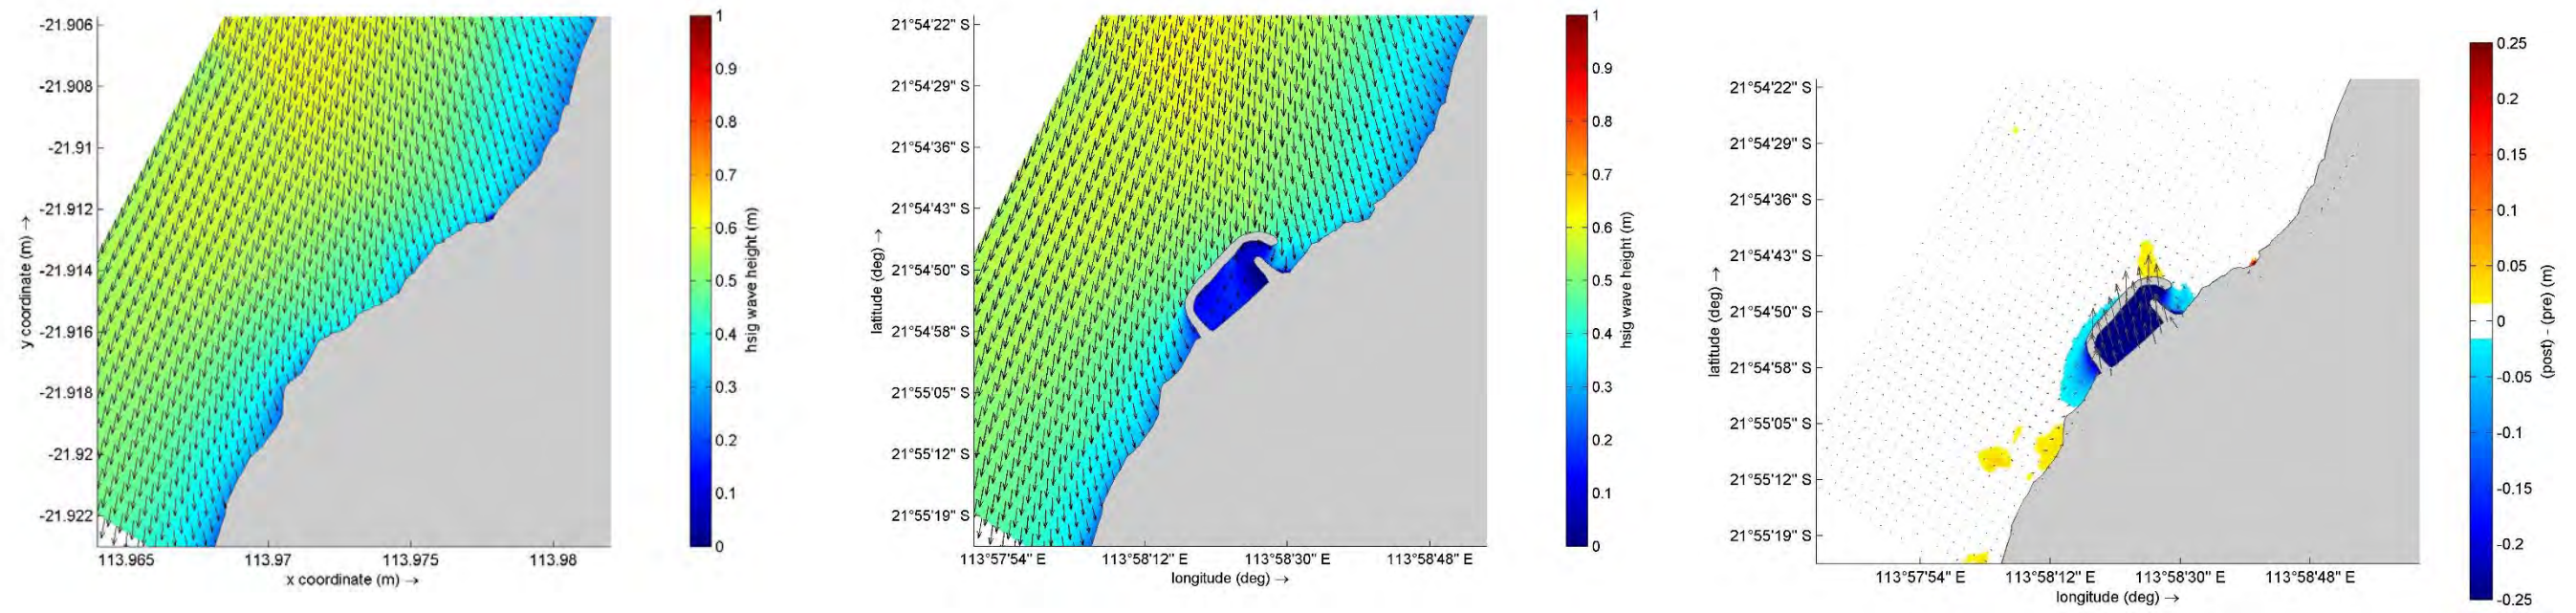 -21.906
-21.908
-21.91
-21.912
-21.914
-21.916
-21.918
-21.92
-21.922
y coordinate (m) →
113.965 113.97 113.975 113.98
x coordinate (m) →
1
0.9
0.8
0.7
0.6
0.5
0.4
0.3
0.2
0.1
0
hsig wave height (m)
21°54'22" S
21°54'29" S
21°54'36" S
21°54'43" S
21°54'50" S
21°54'58" S
21°55'05" S
21°55'12" S
21°55'19" S
latitude (deg) →
113°57'54" E 113°58'12" E 113°58'30" E 113°58'48" E
longitude (deg) →
1
0.9
0.8
0.7
0.6
0.5
0.4
0.3
0.2
0.1
0
hsig wave height (m)
21°54'22" S
21°54'29" S
21°54'36" S
21°54'43" S
21°54'50" S
21°54'58" S
21°55'05" S
21°55'12" S
21°55'19" S
latitude (deg) →
113°57'54" E 113°58'12" E 113°58'30" E 113°58'48" E
longitude (deg) →
0.25
0.2
0.15
0.1
0.05
0
-0.05
-0.1
-0.15
-0.2
-0.25
(post) - (pre) (m)